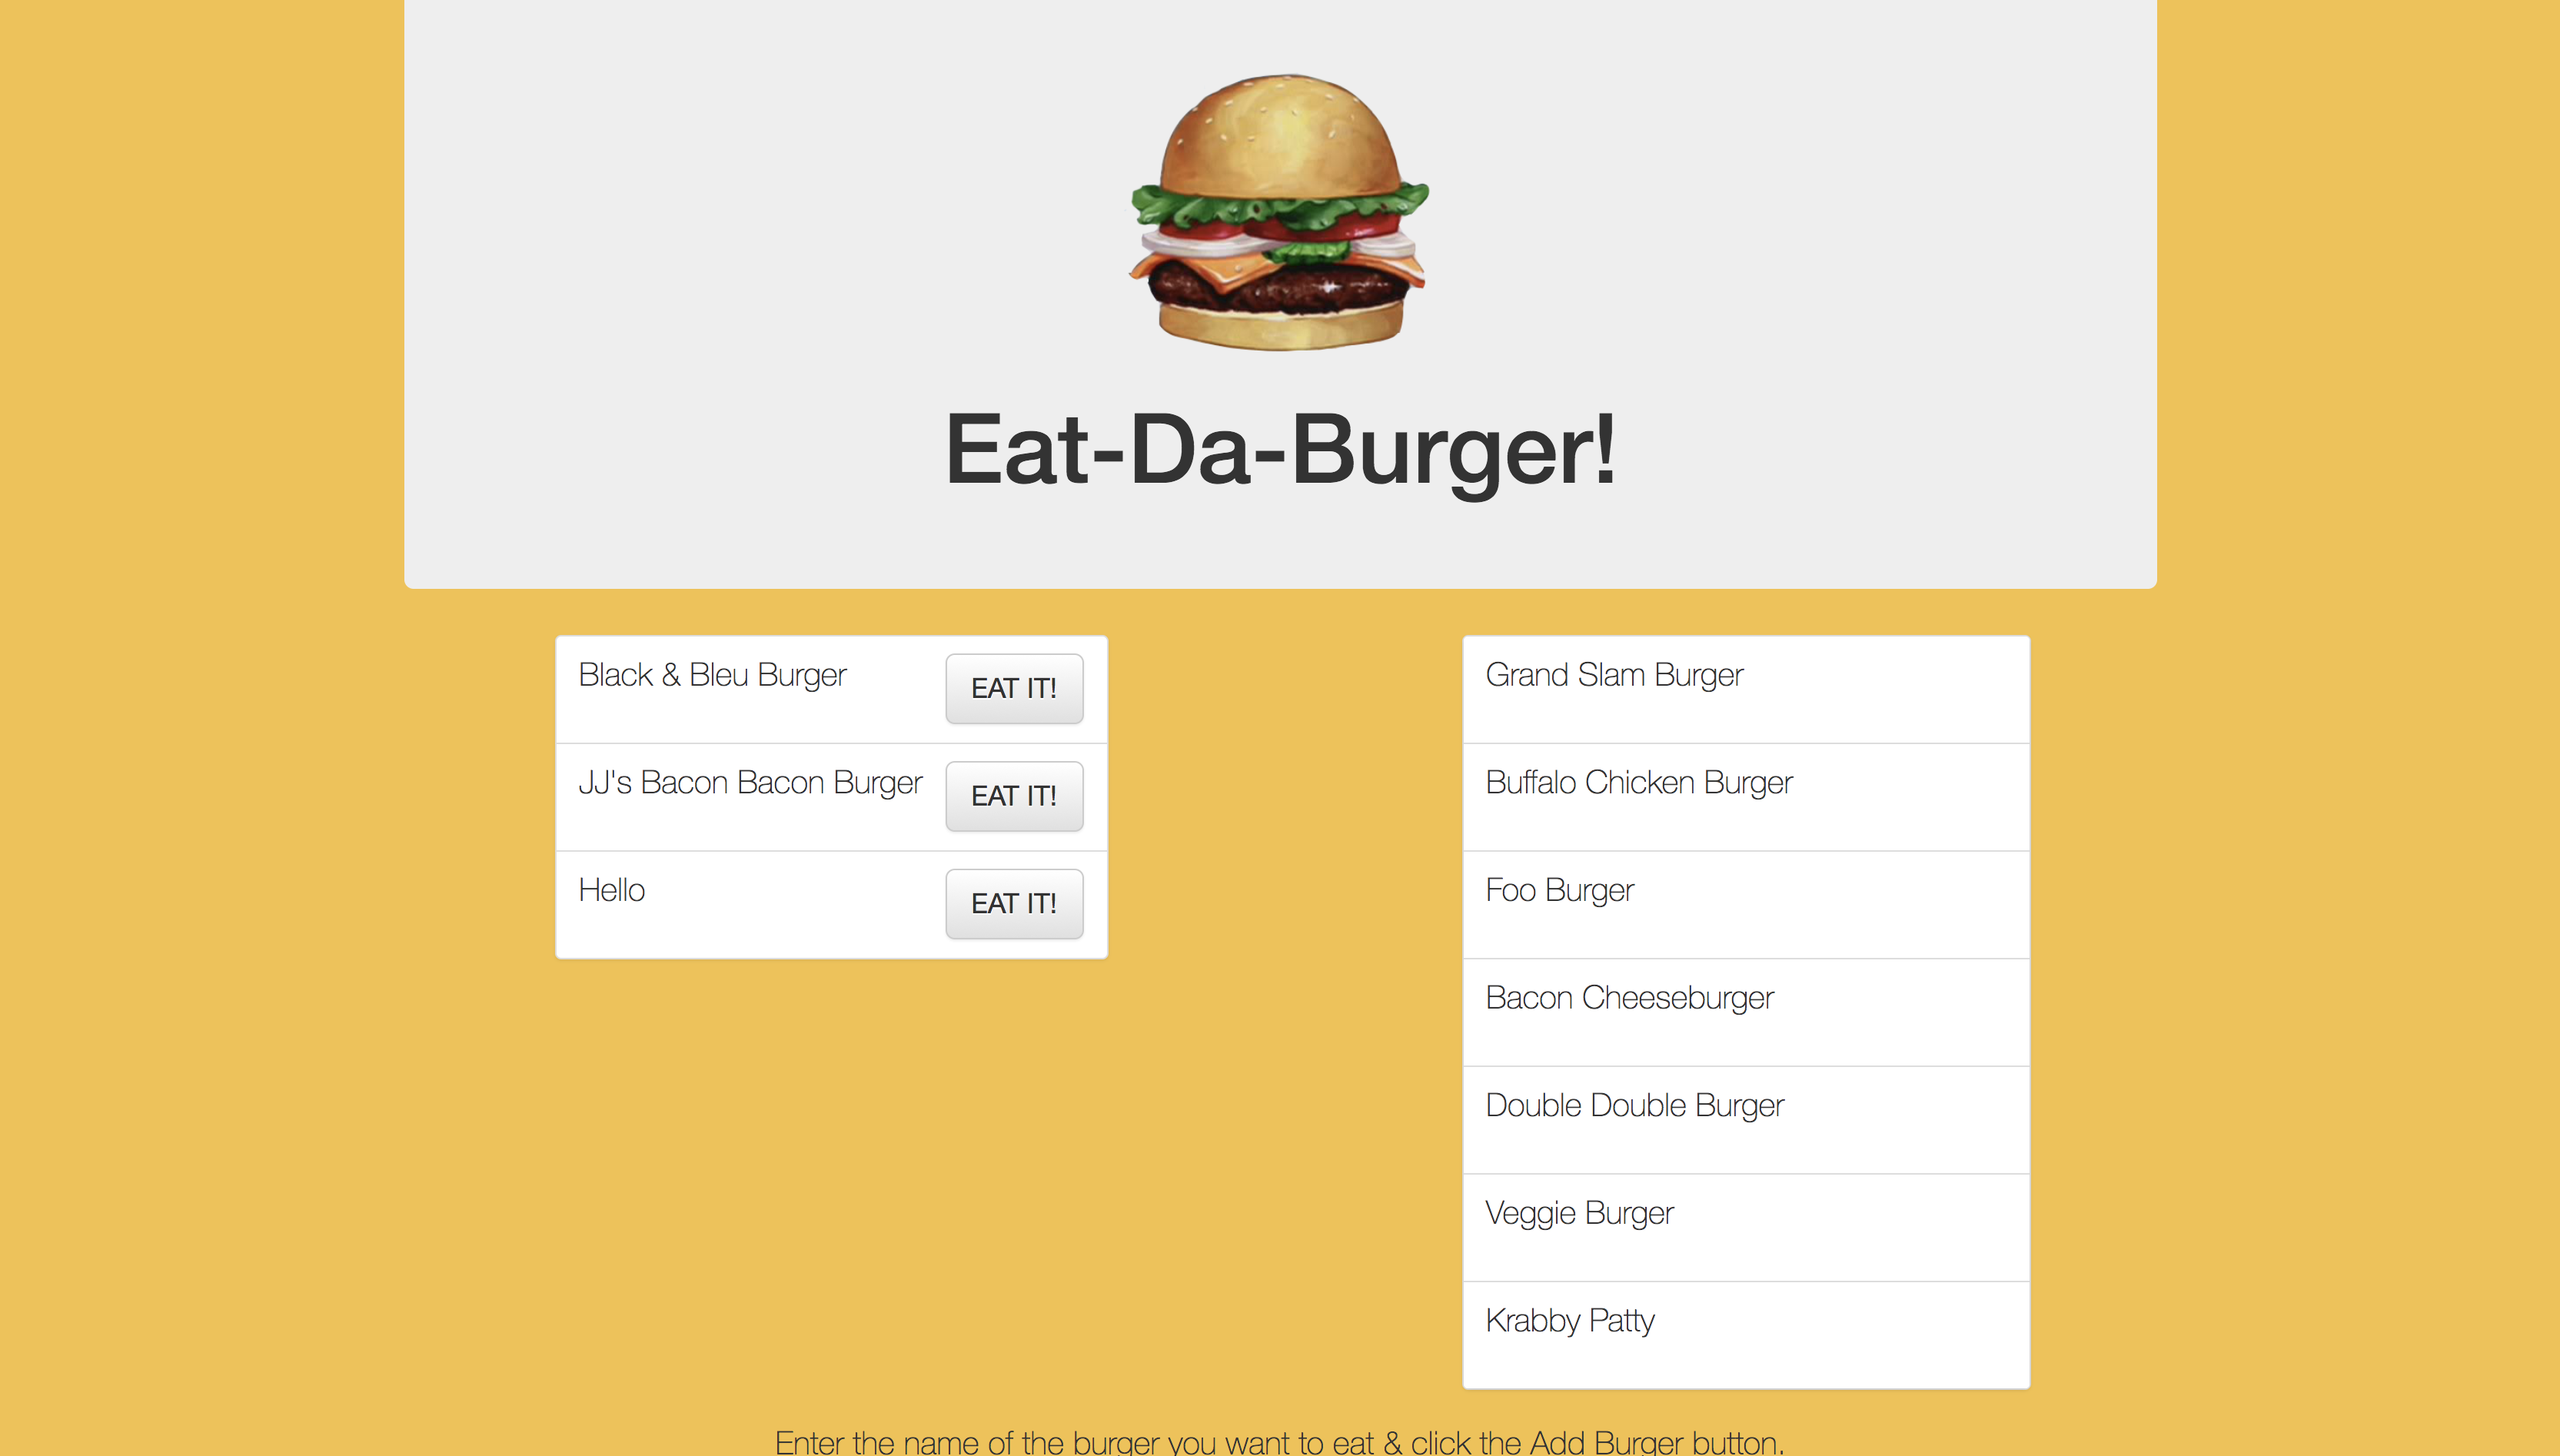 Eat-Da-Burger!
Black & Bleu Burger
EAT IT!
JJ's Bacon Bacon Burger
EAT IT!
Hello
EAT IT!
Grand Slam Burger
Buffalo Chicken Burger
Foo Burger
Bacon Cheeseburger
Double Double Burger
Veggie Burger
Krabby Patty
Enter the name of the burger you want to eat & click the Add Burger button.